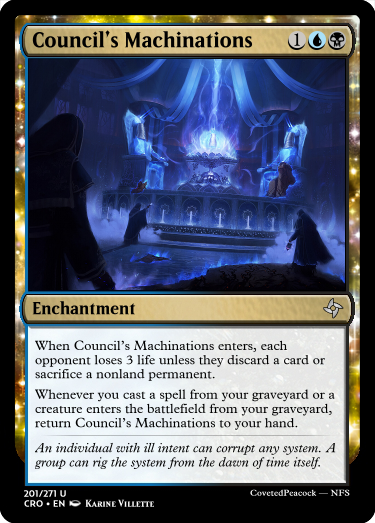 Council's Machinations 1
Enchantment
When Council's Machinations enters, each
opponent loses 3 life unless they discard a card or
sacrifice a nonland permanent.
Whenever you cast a spell from your graveyard or a
creature enters the battlefield from your graveyard,
return Council's Machinations to your hand.
An individual with ill intent can corrupt any system. A
group can rig the system from the dawn of time itself.
201/271 U
CRO • EN Karine Villette
CovetedPeacock — NFS